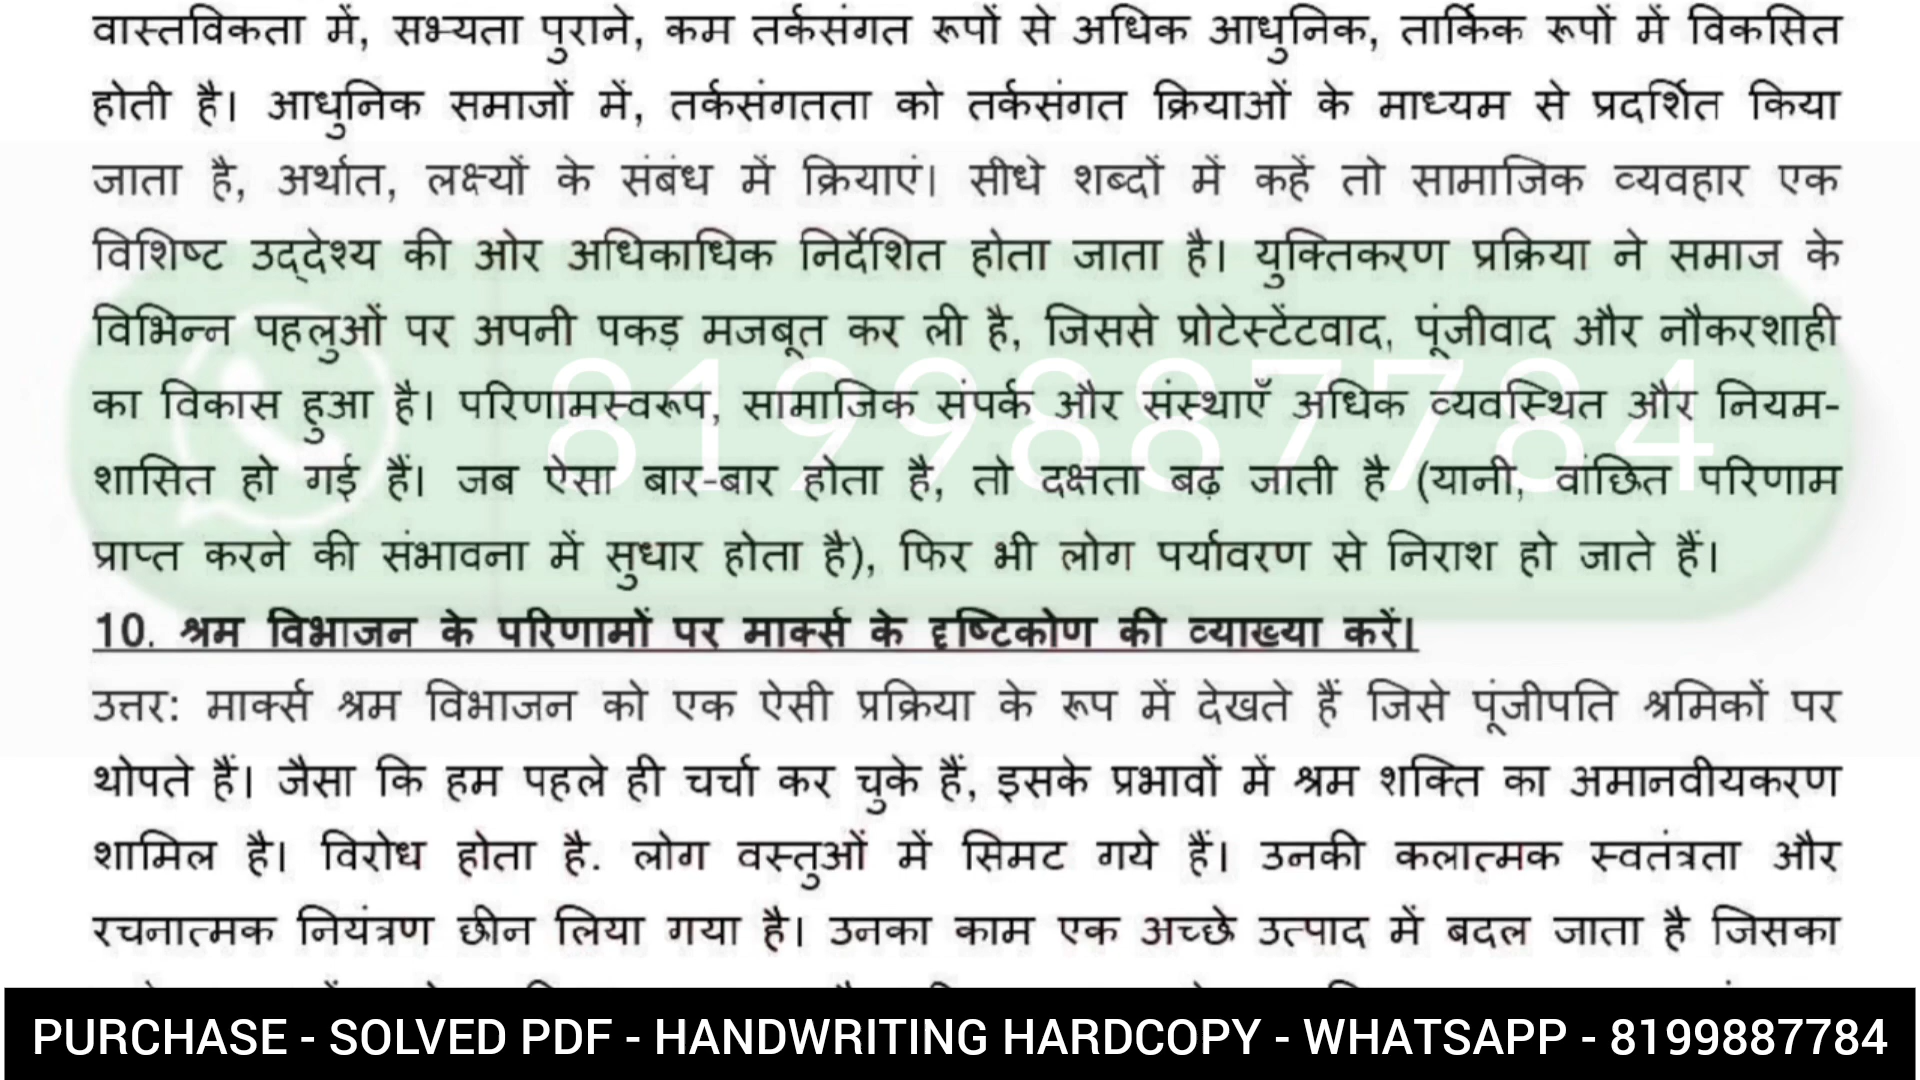 वास्तविकता में, सभ्यता पुराने, कम तर्कसंगत रूपों से अधिक आधुनिक, तार्किक रूपों में विकसित
होती है। आधुनिक समाजों में, तर्कसंगतता को तर्कसंगत क्रियाओं के माध्यम से प्रदर्शित किया
जाता है, अर्थात, लक्ष्यों के संबंध में क्रियाएं। सीधे शब्दों में कहें तो सामाजिक व्यवहार एक
विशिष्ट उद्देश्य की ओर अधिकाधिक निर्देशित होता जाता है। युक्तिकरण प्रक्रिया ने समाज के
विभिन्न पहलुओं पर अपनी पकड़ मजबूत कर ली है, जिससे प्रोटेस्टेंटवाद, पूंजीवाद और नौकरशाही
का विकास हुआ है। परिणामस्वरूप, सामाजिक संपर्क और संस्थाएँ अधिक व्यवस्थित और नियम-
शासित हो गई हैं। जब ऐसा बार-बार होता है, तो दक्षता बढ़ जाती है (यानी, वांछित परिणाम
प्राप्त करने की संभावना में सुधार होता है), फिर भी लोग पर्यावरण से निराश हो जाते हैं।
8199887784
10. श्रम विभाजन के परिणामों पर मार्क्स के दृष्टिकोण की व्याख्या करें।
उत्तर: मार्क्स श्रम विभाजन को एक ऐसी प्रक्रिया के रूप में देखते हैं जिसे पूंजीपति श्रमिकों पर
थोपते हैं। जैसा कि हम पहले ही चर्चा कर चुके हैं, इसके प्रभावों में श्रम शक्ति का अमानवीयकरण
शामिल है। विरोध होता है. लोग वस्तुओं में सिमट गये हैं। उनकी कलात्मक स्वतंत्रता और
रचनात्मक नियंत्रण छीन लिया गया है। उनका काम एक अच्छे उत्पाद में बदल जाता है जिसका
PURCHASE - SOLVED PDF - HANDWRITING HARDCOPY - WHATSAPP - 8199887784